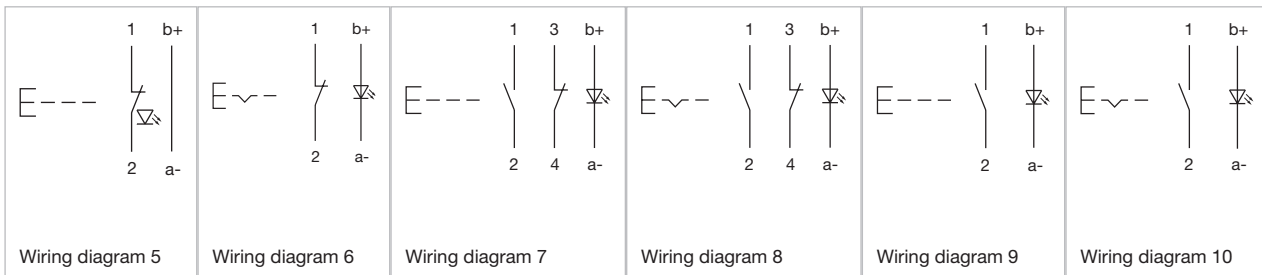 1 b+
2 a-
Wiring diagram 5
1 b+
2 a-
Wiring diagram 6
1 3 b+
2 4 a-
Wiring diagram 7
1 3 b+
2 4 a-
Wiring diagram 8
1 b+
2 a-
Wiring diagram 9
1 b+
2 a-
Wiring diagram 10